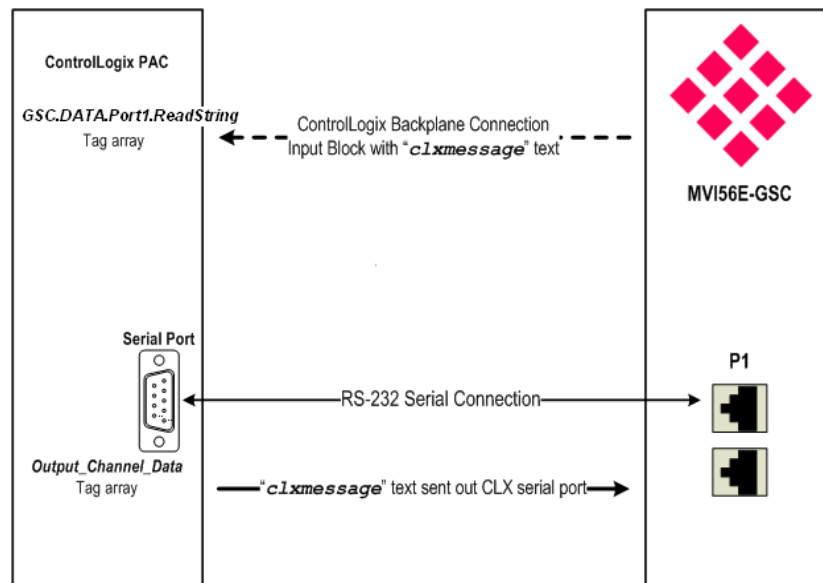 ControlLogix PAC
GSC.DATA.Port1.ReadString
Tag array
ControlLogix Backplane Connection
Input Block with “clxmessage” text
MVI56E-GSC
Serial Port
P1
RS-232 Serial Connection
Output_Channel_Data
Tag array
“clxmessage” text sent out CLX serial port